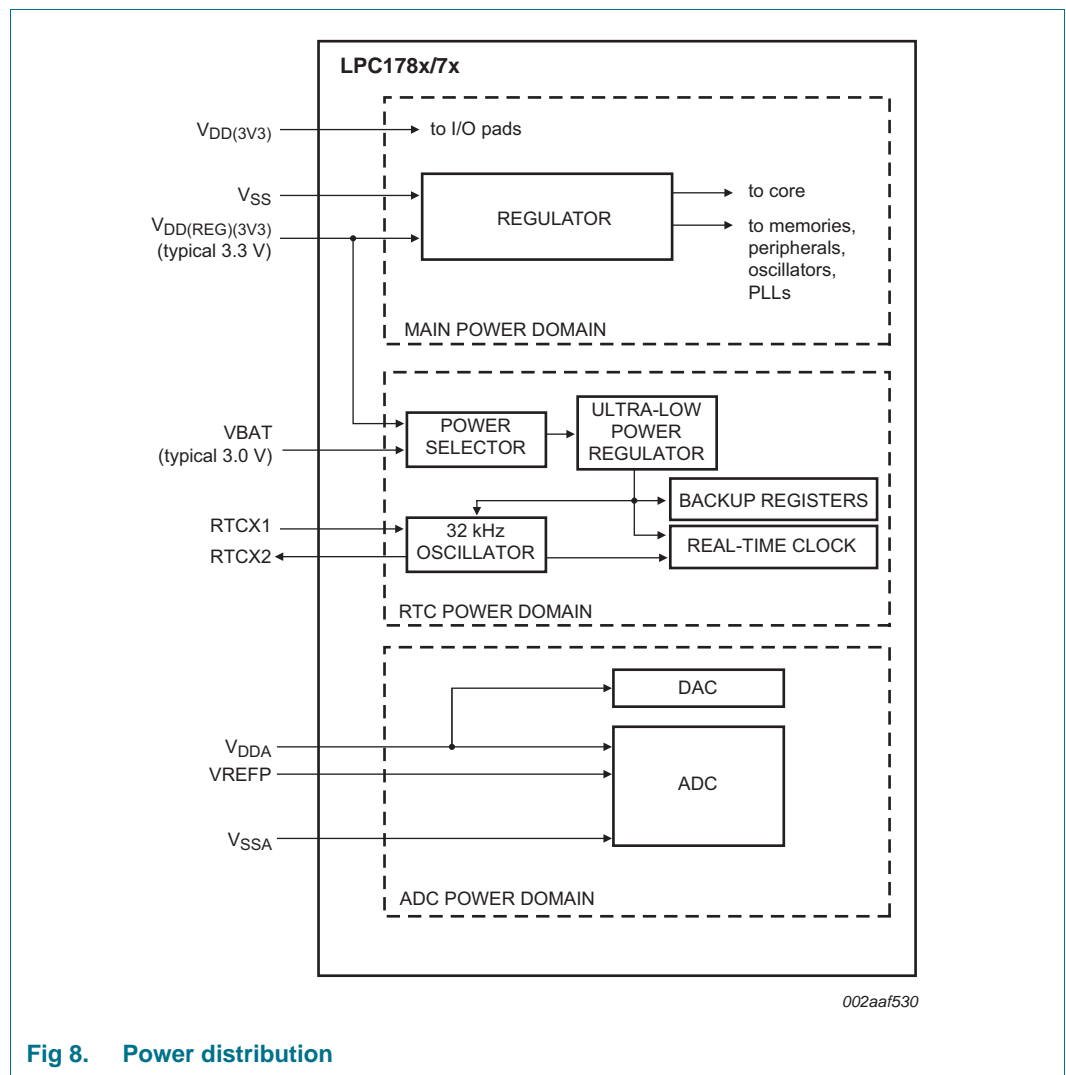 LPC178x/7x
VDD(3V3)
to I/O pads
VSS
VDD(REG)(3V3)
(typical 3.3 V)
REGULATOR
to core
to memories,
peripherals,
oscillators,
PLLs
MAIN POWER DOMAIN
VBAT
(typical 3.0 V)
POWER
SELECTOR
ULTRA-LOW
POWER
REGULATOR
BACKUP REGISTERS
RTCX1
RTCX2
32 kHz
OSCILLATOR
REAL-TIME CLOCK
RTC POWER DOMAIN
DAC
VDDA
VREFP
ADC
VSSA
ADC POWER DOMAIN
002aaf530
Fig 8. Power distribution